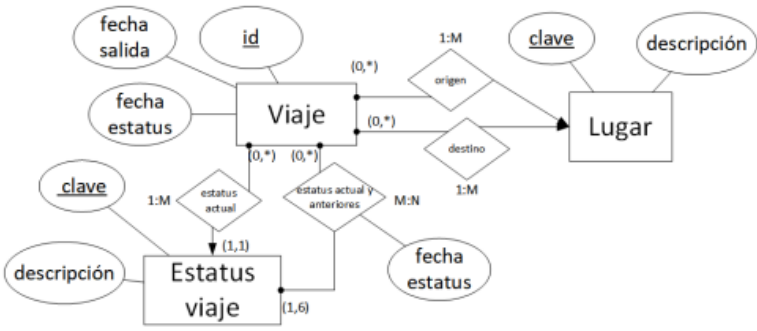 fecha
salida
id
(0,*)
1:M
origen
clave
descripción
fecha
estatus
Viaje
(0,*)
Lugar
destino
1:M
(0,*)
(0,*)
clave
1:M
estatus
actual
estatus actual y
anteriores
M:N
(1,1)
descripción
Estatus
viaje
(1,6)
fecha
estatus